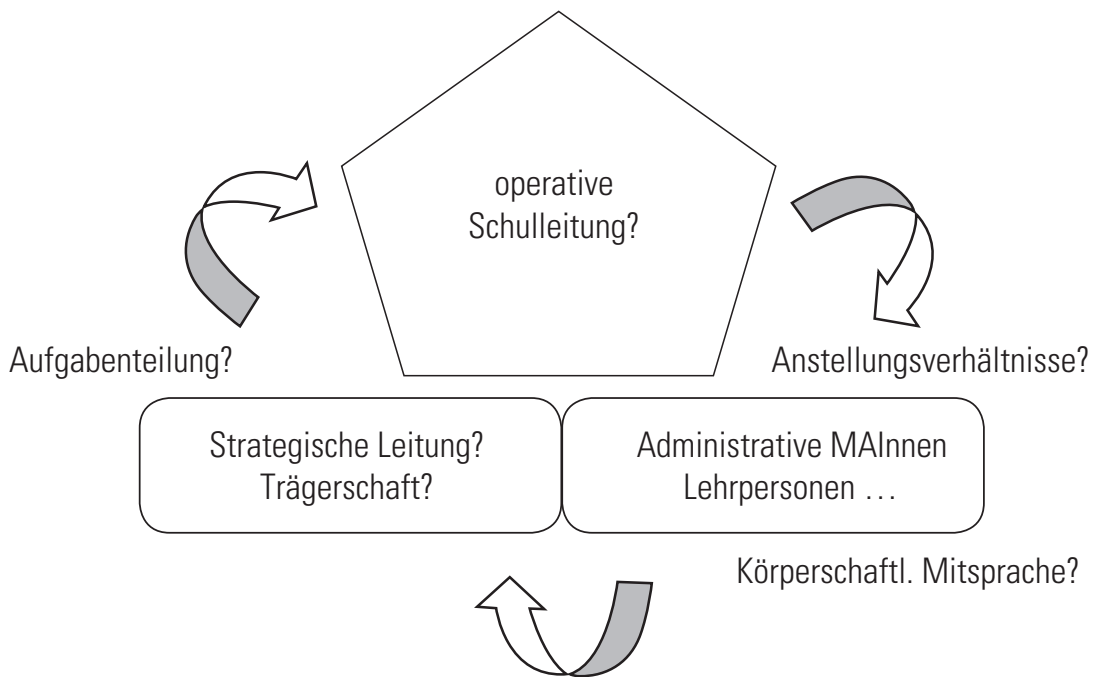 operative
Schulleitung?
Aufgabenteilung?
Anstellungsverhältnisse?
Strategische Leitung?
Trägerschaft?
Administrative MAInnen
Lehrpersonen …
Körperschaftl. Mitsprache?